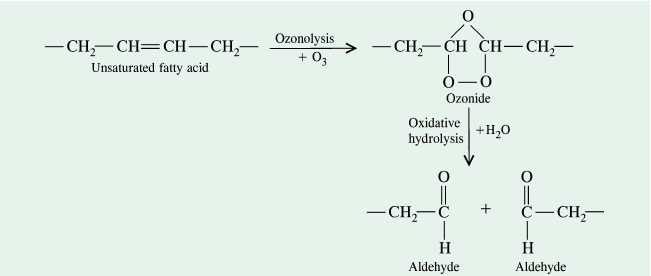 —CH₂—CH=CH—CH₂—
Unsaturated fatty acid
Ozonolysis
+ O₃
O
—CH₂—CH CH—CH₂—
O—O
Ozonide
Oxidative
hydrolysis
+H₂O
O O
—CH₂—C + C—CH₂—
H H
Aldehyde Aldehyde